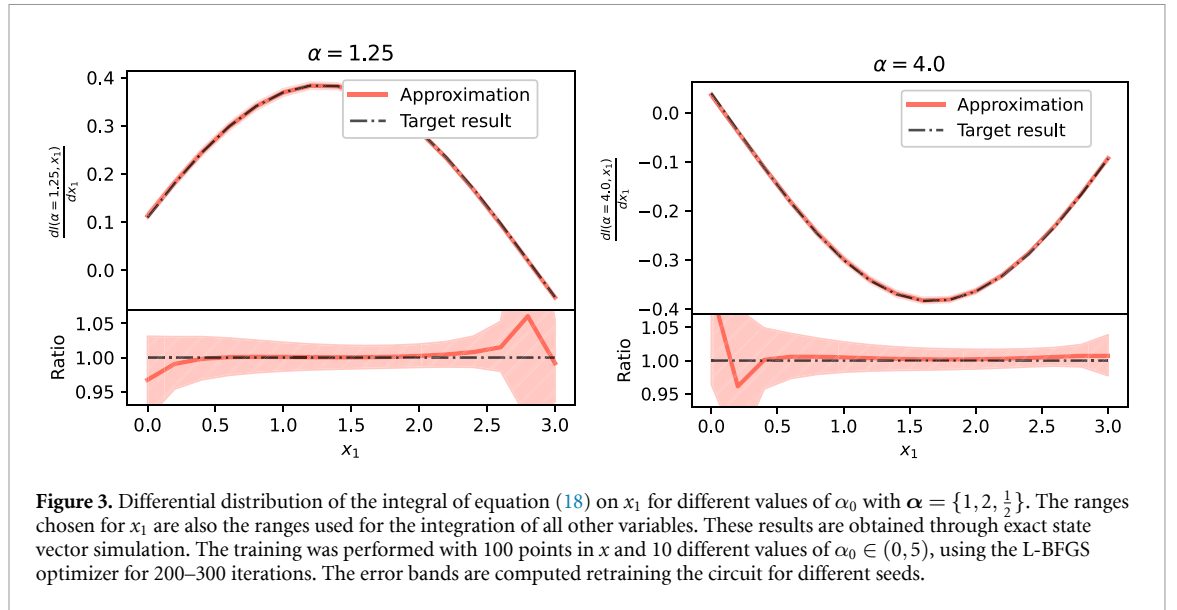 α = 1.25
Approximation
Target result
dI(α = 1.25, x₁)
dx₁
0.4
0.3
0.2
0.1
0.0
Ratio
1.05
1.00
0.95
0.0 0.5 1.0 1.5 2.0 2.5 3.0
x₁
α = 4.0
Approximation
Target result
dI(α = 4.0, x₁)
dx₁
0.0
−0.1
−0.2
−0.3
−0.4
Ratio
1.05
1.00
0.95
0.0 0.5 1.0 1.5 2.0 2.5 3.0
x₁
Figure 3. Differential distribution of the integral of equation (18) on x₁ for different values of α₀ with α = {1, 2, ½}. The ranges
chosen for x₁ are also the ranges used for the integration of all other variables. These results are obtained through exact state
vector simulation. The training was performed with 100 points in x and 10 different values of α₀ ∈ (0, 5), using the L-BFGS
optimizer for 200–300 iterations. The error bands are computed retraining the circuit for different seeds.